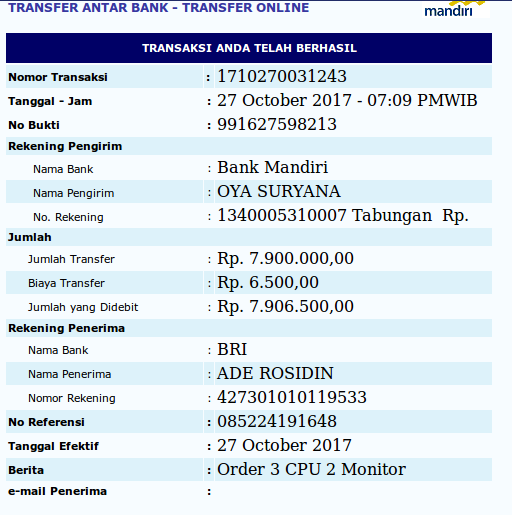 TRANSFER ANTAR BANK - TRANSFER ONLINE
mandiri
TRANSAKSI ANDA TELAH BERHASIL
Nomor Transaksi : 1710270031243
Tanggal - Jam : 27 October 2017 - 07:09 PMWIB
No Bukti : 991627598213
Rekening Pengirim
Nama Bank : Bank Mandiri
Nama Pengirim : OYA SURYANA
No. Rekening : 1340005310007 Tabungan Rp.
Jumlah
Jumlah Transfer : Rp. 7.900.000,00
Biaya Transfer : Rp. 6.500,00
Jumlah yang Didebit : Rp. 7.906.500,00
Rekening Penerima
Nama Bank : BRI
Nama Penerima : ADE ROSIDIN
Nomor Rekening : 427301010119533
No Referensi : 085224191648
Tanggal Efektif : 27 October 2017
Berita : Order 3 CPU 2 Monitor
e-mail Penerima :